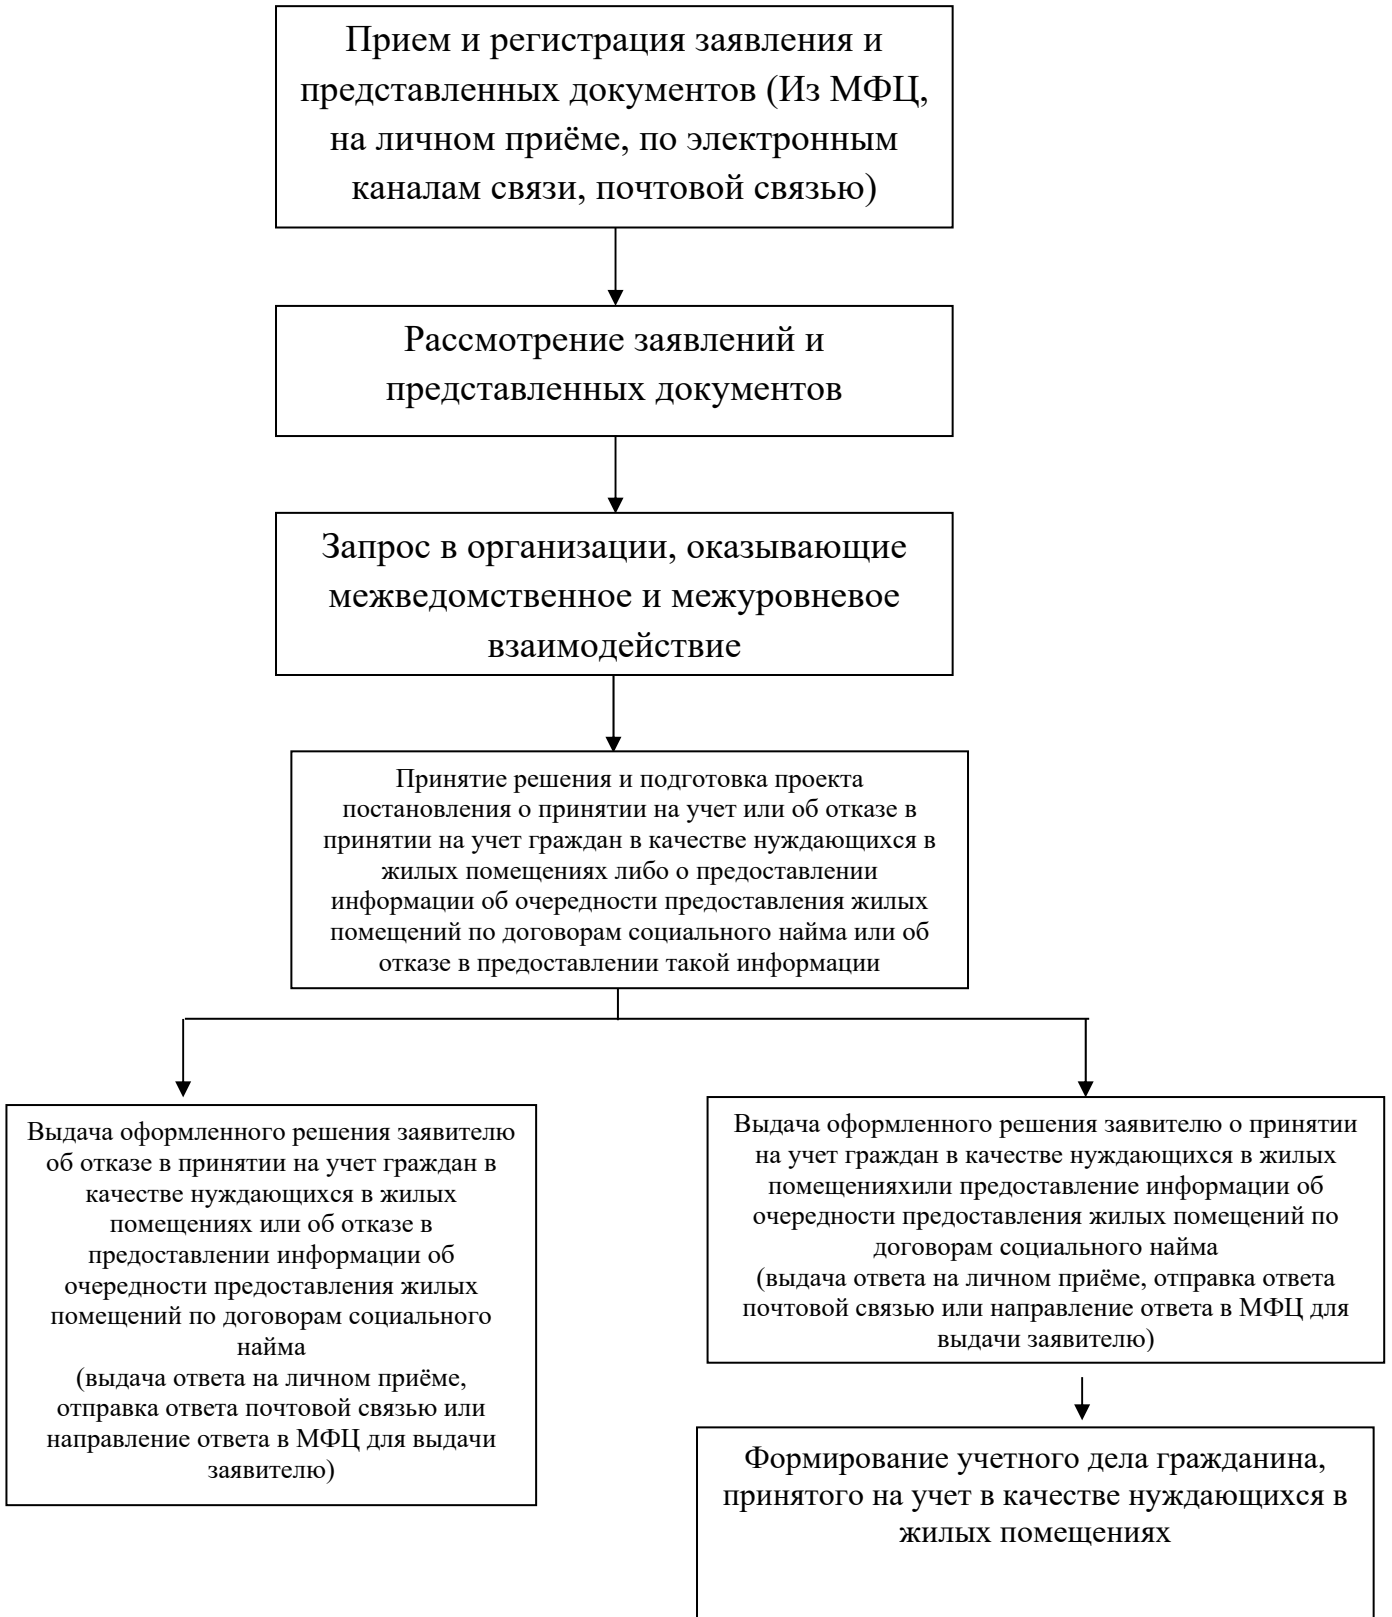 Прием и регистрация заявления и
представленных документов (Из МФЦ,
на личном приёме, по электронным
каналам связи, почтовой связью)
Рассмотрение заявлений и
представленных документов
Запрос в организации, оказывающие
межведомственное и межуровневое
взаимодействие
Принятие решения и подготовка проекта
постановления о принятии на учет или об отказе в
принятии на учет граждан в качестве нуждающихся в
жилых помещениях либо о предоставлении
информации об очередности предоставления жилых
помещений по договорам социального найма или об
отказе в предоставлении такой информации
Выдача оформленного решения заявителю
об отказе в принятии на учет граждан в
качестве нуждающихся в жилых
помещениях или об отказе в
предоставлении информации об
очередности предоставления жилых
помещений по договорам социального
найма
(выдача ответа на личном приёме,
отправка ответа почтовой связью или
направление ответа в МФЦ для выдачи
заявителю)
Выдача оформленного решения заявителю о принятии
на учет граждан в качестве нуждающихся в жилых
помещенияхили предоставление информации об
очередности предоставления жилых помещений по
договорам социального найма
(выдача ответа на личном приёме, отправка ответа
почтовой связью или направление ответа в МФЦ для
выдачи заявителю)
Формирование учетного дела гражданина,
принятого на учет в качестве нуждающихся в
жилых помещениях